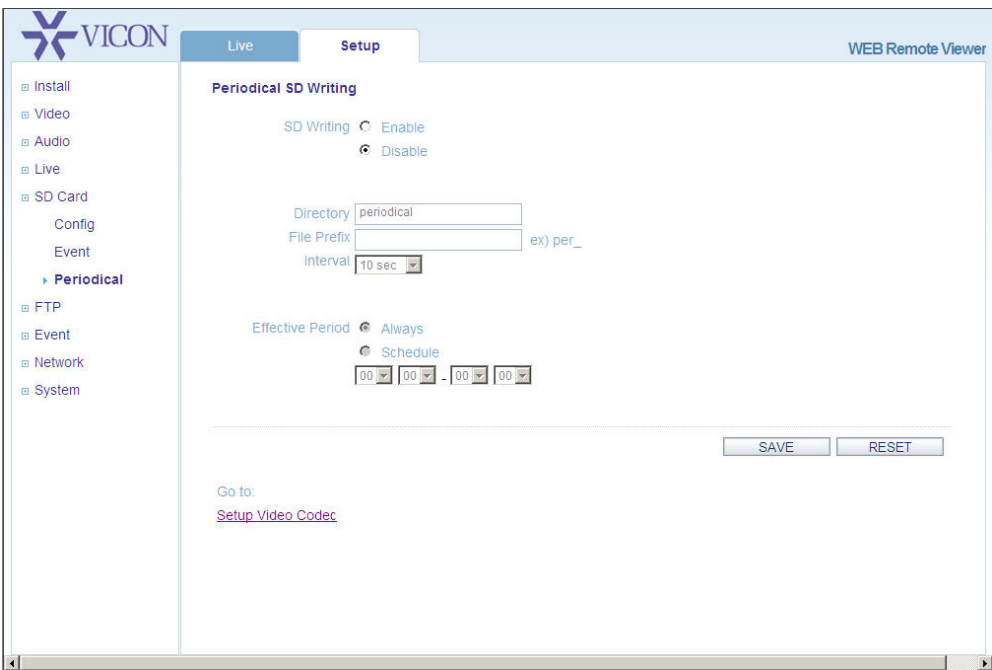 VICON
Live
Setup
WEB Remote Viewer
Install
Video
Audio
Live
SD Card
Config
Event
Periodical
FTP
Event
Network
System
Periodical SD Writing
SD Writing Enable
Disable
Directory periodical
File Prefix ex) per_
Interval 10 sec
Effective Period Always
Schedule
00 00 - 00 00
SAVE RESET
Go to:
Setup Video Codec